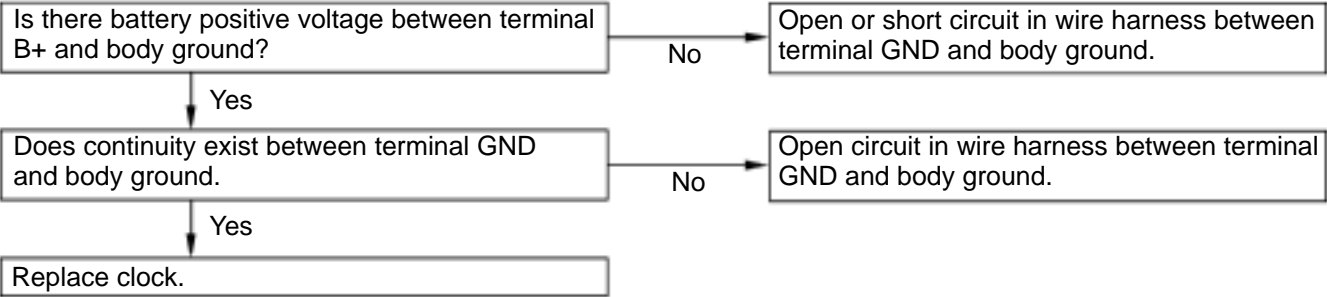 Is there battery positive voltage between terminal
B+ and body ground?
No
Open or short circuit in wire harness between
terminal GND and body ground.
Yes
Does continuity exist between terminal GND
and body ground.
No
Open circuit in wire harness between terminal
GND and body ground.
Yes
Replace clock.